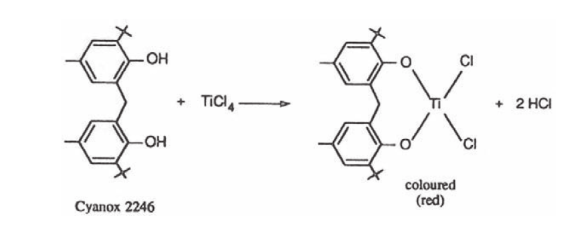 OH
+ TiCl4
OH
Cyanox 2246
O
Cl
Ti
O
Cl
+ 2 HCl
coloured
(red)